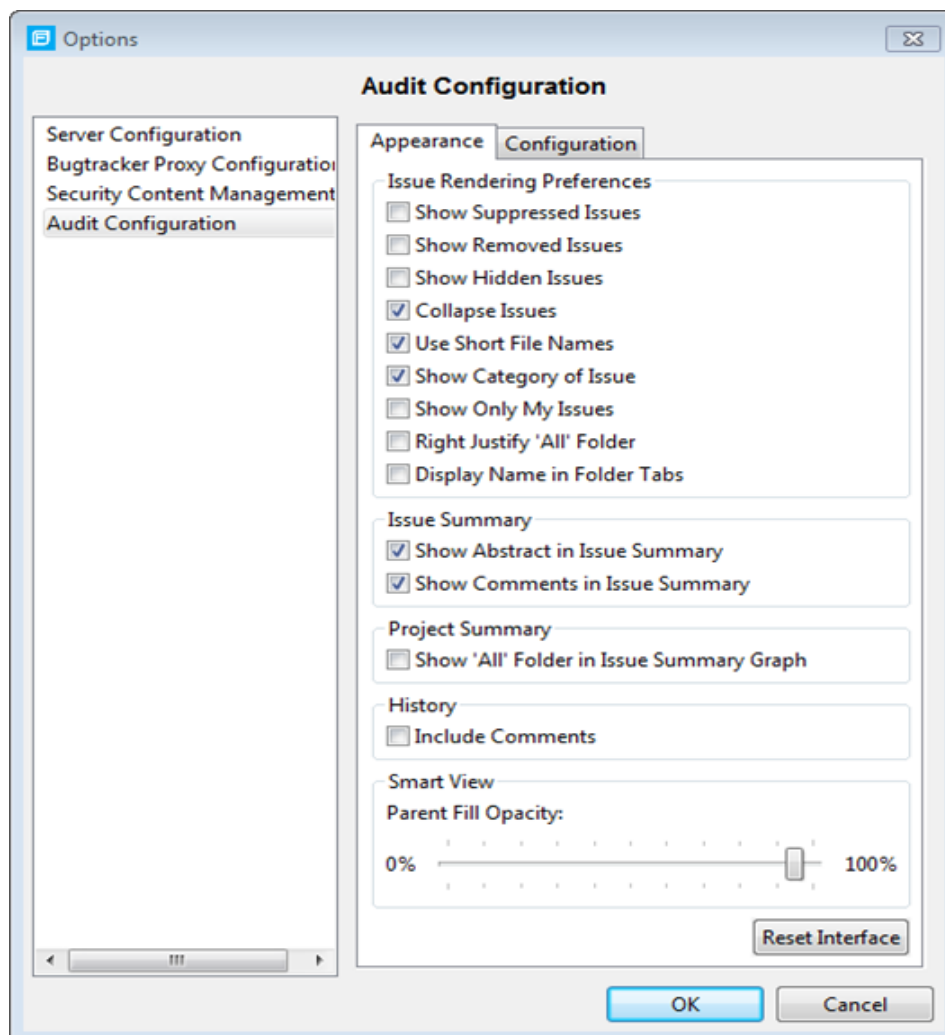 Options
Audit Configuration
Server Configuration
Bugtracker Proxy Configuration
Security Content Management
Audit Configuration
Appearance
Configuration
Issue Rendering Preferences
Show Suppressed Issues
Show Removed Issues
Show Hidden Issues
Collapse Issues
Use Short File Names
Show Category of Issue
Show Only My Issues
Right Justify 'All' Folder
Display Name in Folder Tabs
Issue Summary
Show Abstract in Issue Summary
Show Comments in Issue Summary
Project Summary
Show 'All' Folder in Issue Summary Graph
History
Include Comments
Smart View
Parent Fill Opacity:
0% 100%
Reset Interface
OK Cancel